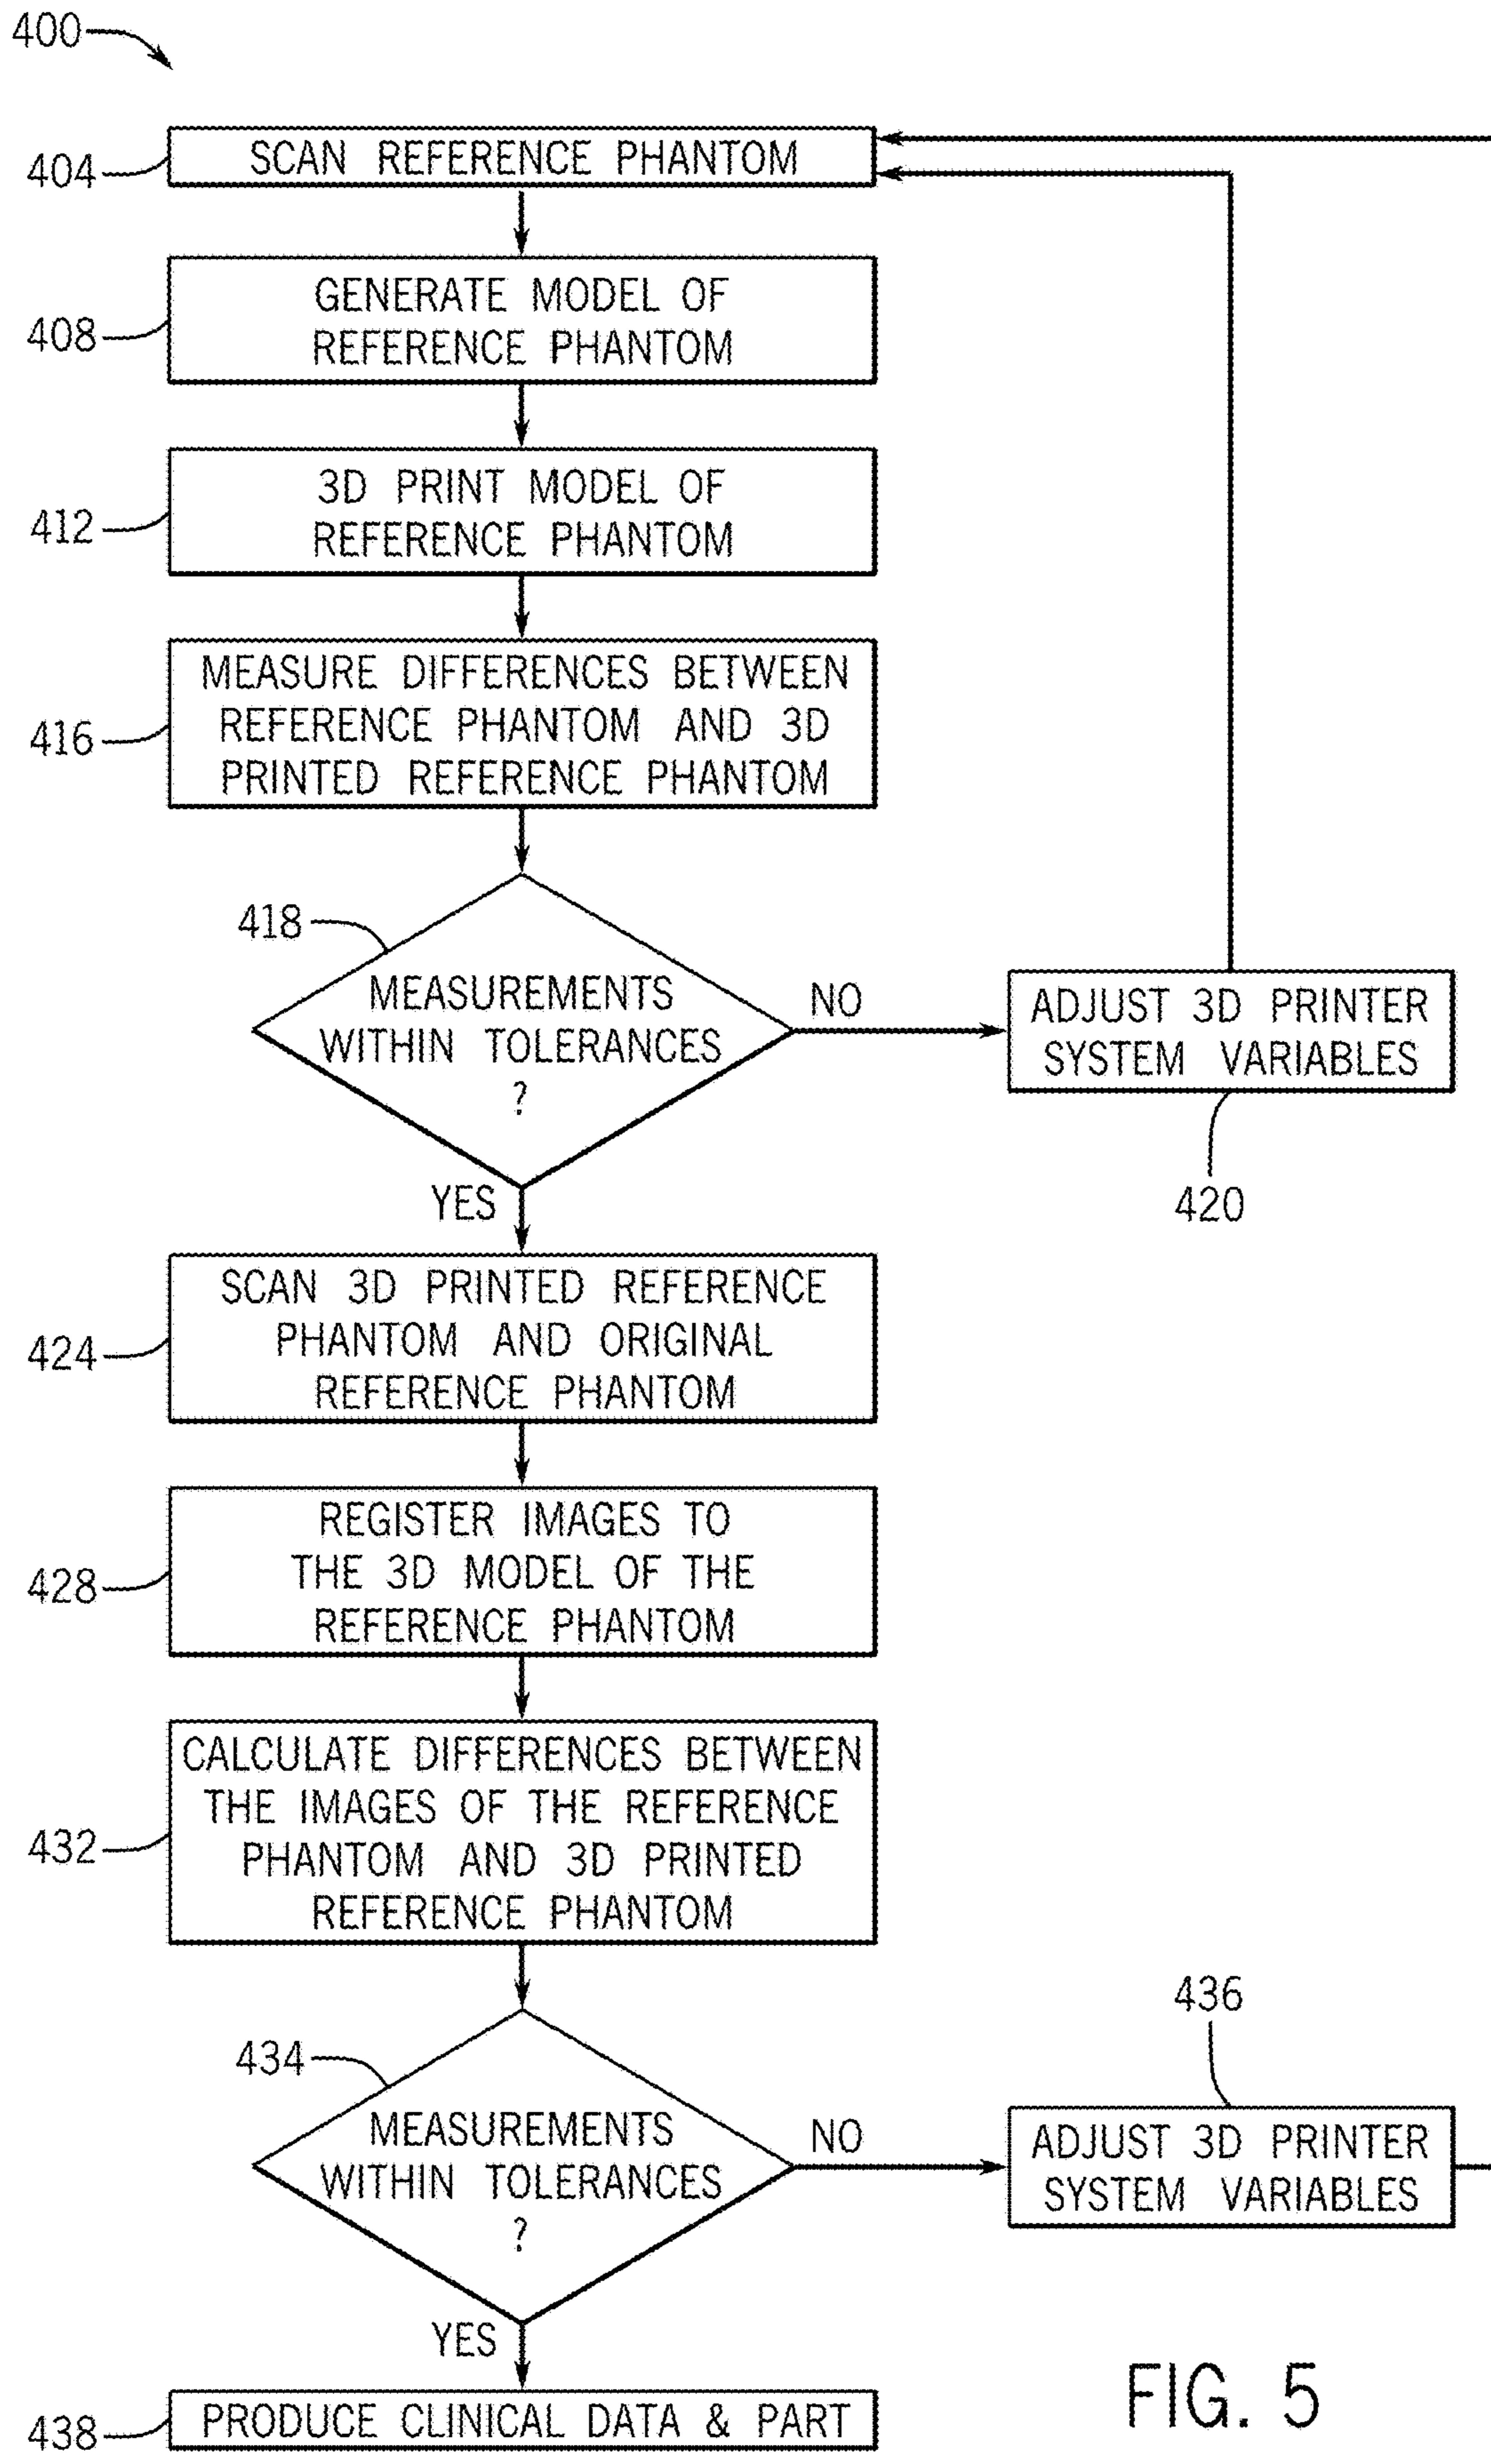 400
404
SCAN REFERENCE PHANTOM
408
GENERATE MODEL OF
REFERENCE PHANTOM
412
3D PRINT MODEL OF
REFERENCE PHANTOM
416
MEASURE DIFFERENCES BETWEEN
REFERENCE PHANTOM AND 3D
PRINTED REFERENCE PHANTOM
418
MEASUREMENTS
WITHIN TOLERANCES
?
NO
ADJUST 3D PRINTER
SYSTEM VARIABLES
420
YES
424
SCAN 3D PRINTED REFERENCE
PHANTOM AND ORIGINAL
REFERENCE PHANTOM
428
REGISTER IMAGES TO
THE 3D MODEL OF THE
REFERENCE PHANTOM
432
CALCULATE DIFFERENCES BETWEEN
THE IMAGES OF THE REFERENCE
PHANTOM AND 3D PRINTED
REFERENCE PHANTOM
434
MEASUREMENTS
WITHIN TOLERANCES
?
NO
436
ADJUST 3D PRINTER
SYSTEM VARIABLES
YES
438
PRODUCE CLINICAL DATA & PART
FIG. 5